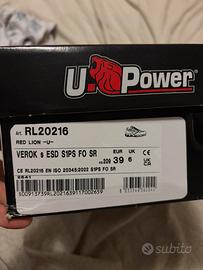 U-Power
Art. RL20216
RED LION -U-
VEROK s ESD S1PS FO SR
EUR UK
39 6
CE RL20216 EN ISO 20345:2022 S1PS FO SR
subito